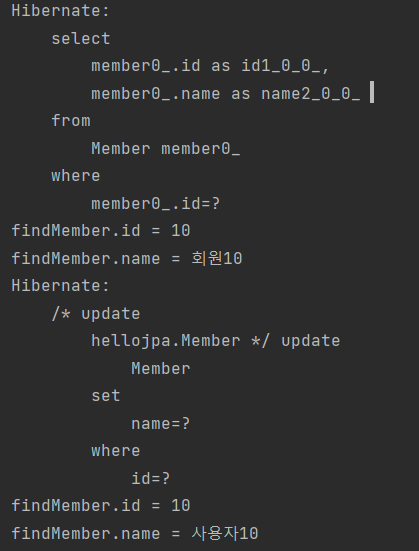 Hibernate:
    select
        member0_.id as id1_0_0_,
        member0_.name as name2_0_0_
    from
        Member member0_
    where
        member0_.id=?
findMember.id = 10
findMember.name = 회원10
Hibernate:
    /* update
        hellojpa.Member */ update
            Member
        set
            name=?
        where
            id=?
findMember.id = 10
findMember.name = 사용자10